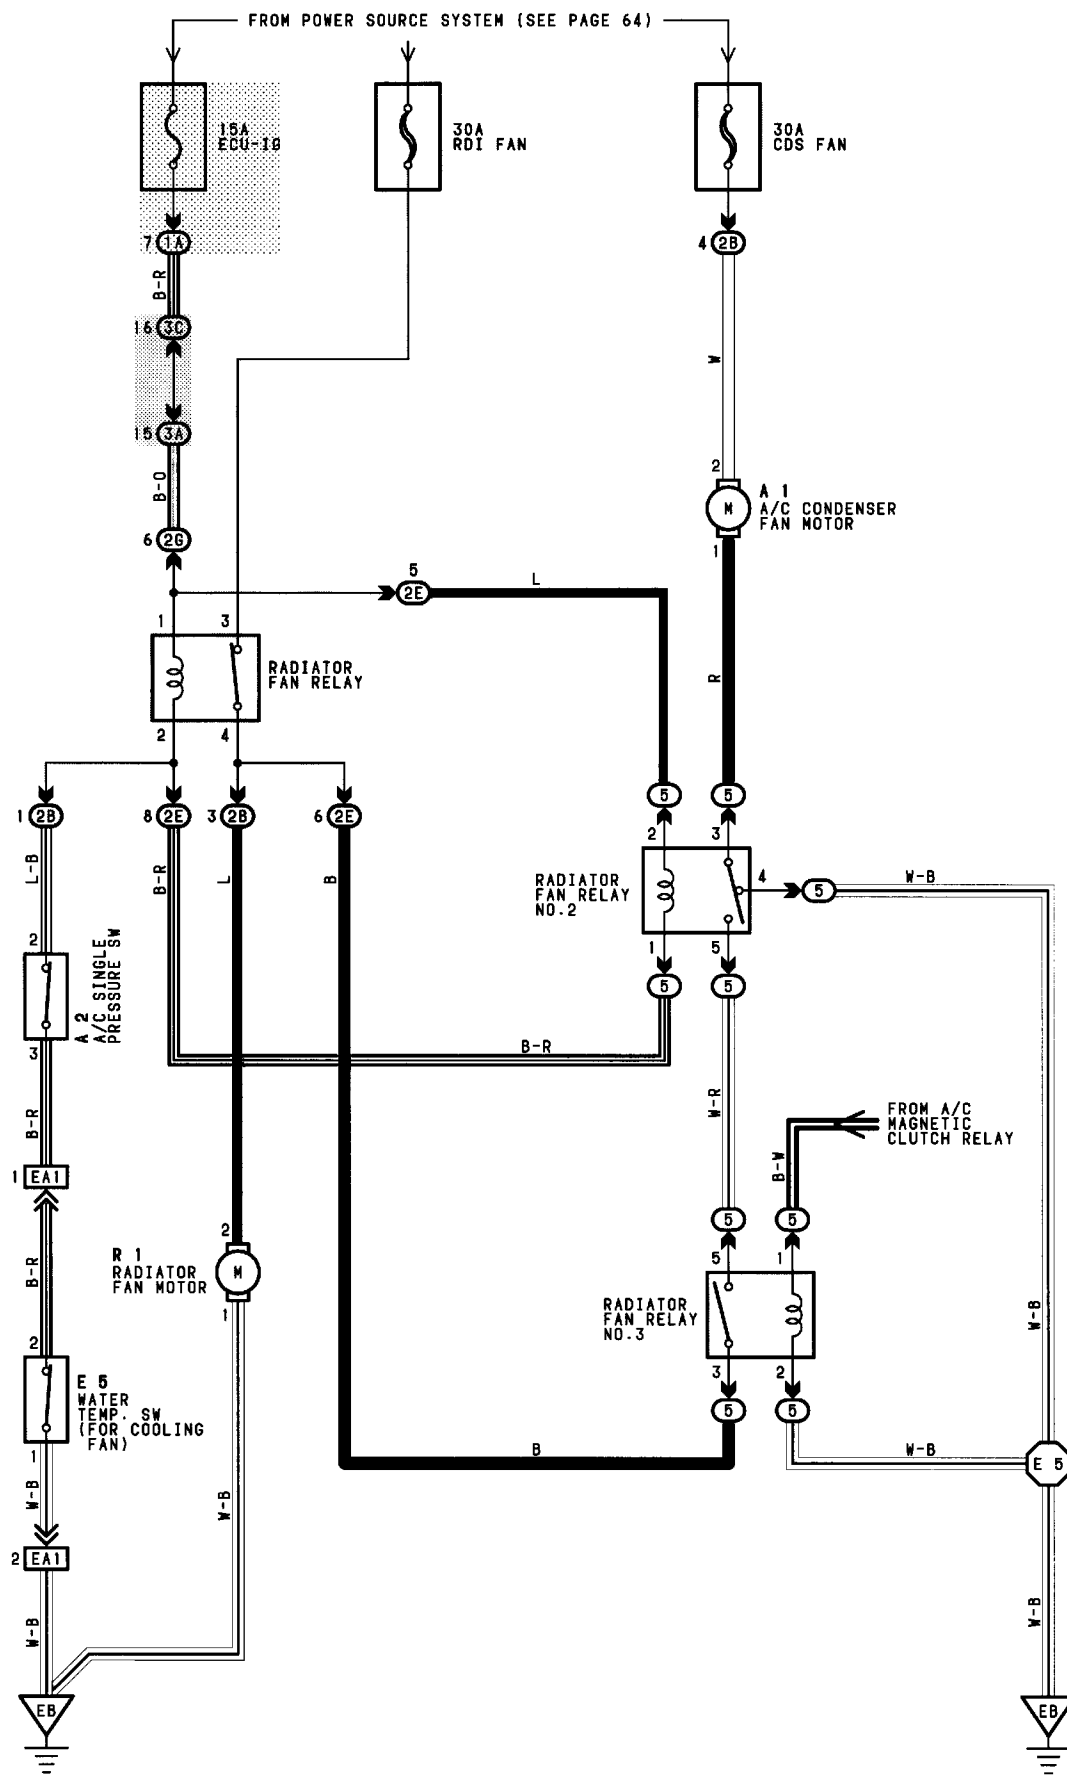 FROM POWER SOURCE SYSTEM (SEE PAGE 64)
15A
ECU-IG
30A
RDI FAN
30A
CDS FAN
7 1A
4 2B
B-R
16 3C
W
15 3A
B-O
2
A 1
A/C CONDENSER
FAN MOTOR
M
1
6 2G
5
2E
L
1
3
RADIATOR
FAN RELAY
R
2
4
1 2B
8 2E
3 2B
6 2E
5
5
2
3
L-B
B-R
L
B
RADIATOR
FAN RELAY
NO.2
4
5
W-B
1
5
2
A 2
A/C SINGLE
PRESSURE SW
5
5
3
B-R
B-R
W-R
FROM A/C
MAGNETIC
CLUTCH RELAY
B-W
1 EA1
5
5
B-R
2
R 1
RADIATOR
FAN MOTOR
M
1
5
1
RADIATOR
FAN RELAY
NO.3
W-B
2
E 5
WATER
TEMP. SW
(FOR COOLING
FAN)
3
2
5
5
1
B
W-B
E 5
W-B
W-B
2 EA1
W-B
W-B
EB
EB